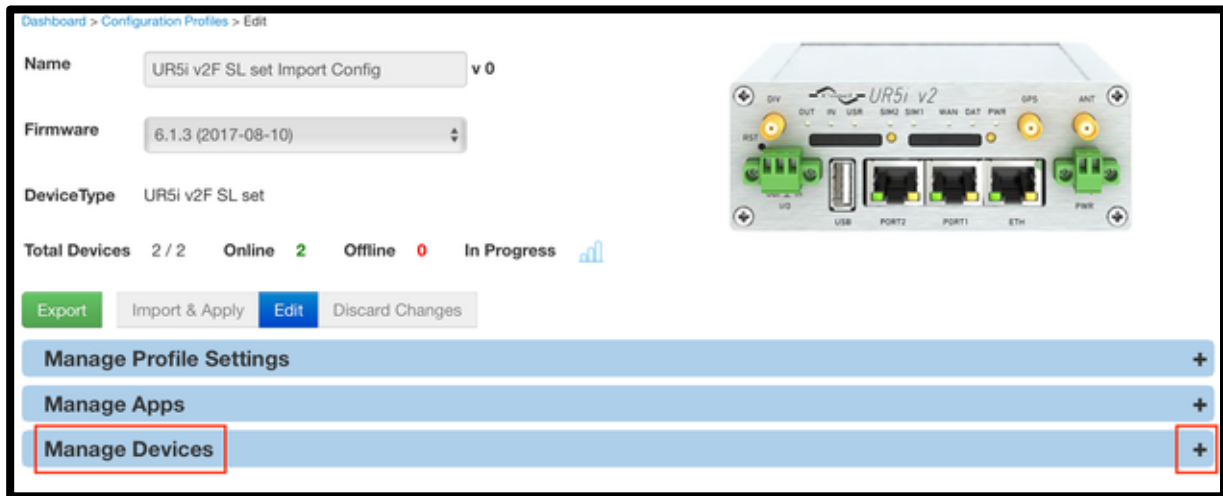 Dashboard > Configuration Profiles > Edit
Name UR5i v2F SL set Import Config v 0
Firmware 6.1.3 (2017-08-10)
DeviceType UR5i v2F SL set
Total Devices 2 / 2 Online 2 Offline 0 In Progress
Export Import & Apply Edit Discard Changes
Manage Profile Settings +
Manage Apps +
Manage Devices +
UR5i v2
DIV GPS ANT
OUT IN USR SIM2 SIM1 WAN DAT PWR
RST
I/O USB PORT2 PORT1 ETH PWR